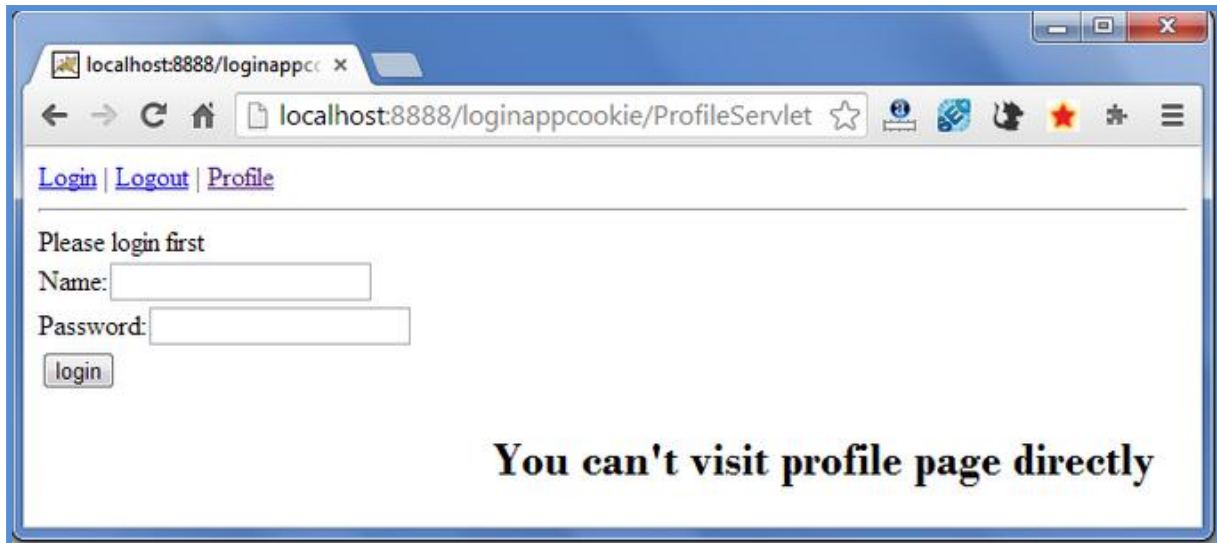 localhost:8888/loginappcc
localhost:8888/loginappcookie/ProfileServlet
Login | Logout | Profile
Please login first
Name:
Password:
login
You can't visit profile page directly